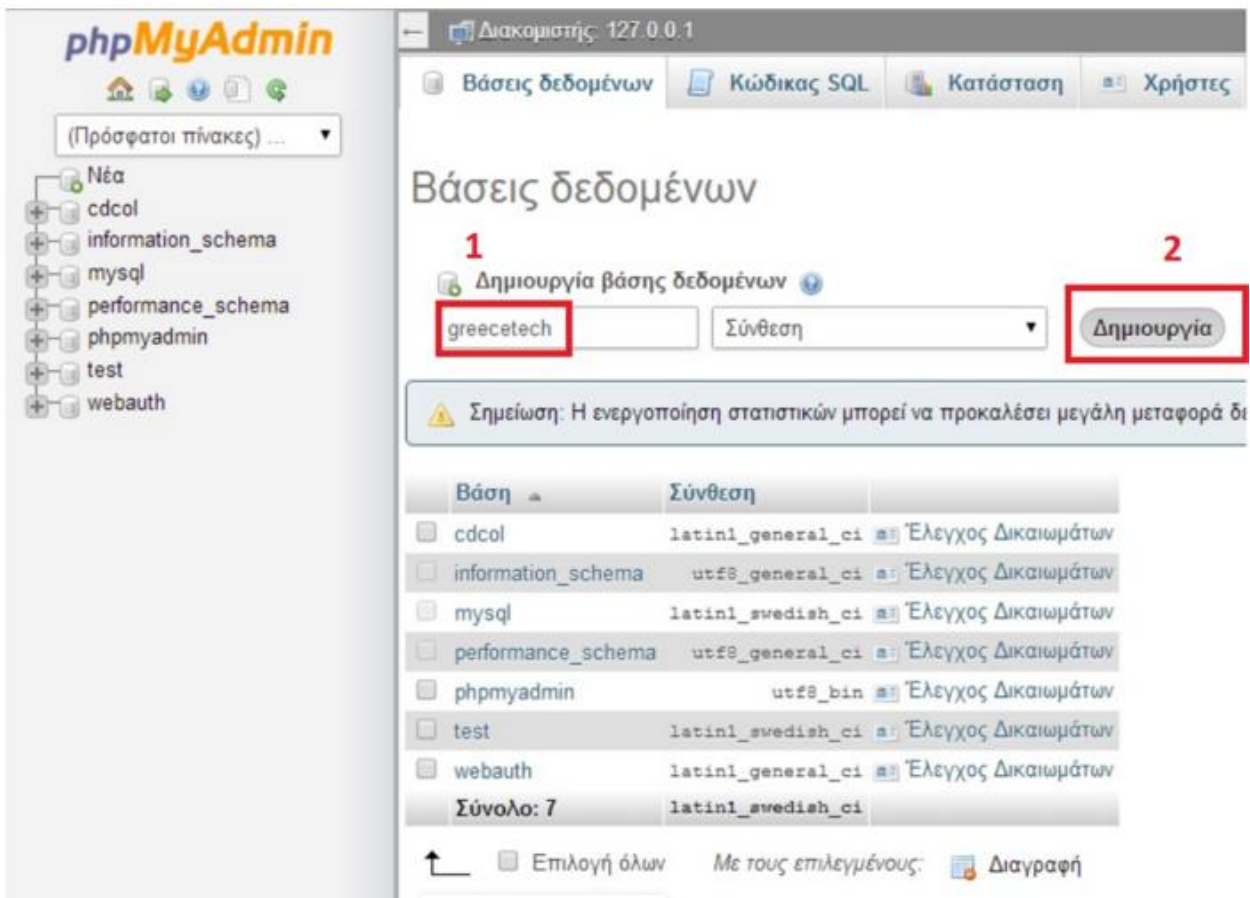 phpMyAdmin
(Πρόσφατοι πίνακες) ...
Νέα
cdcol
information_schema
mysql
performance_schema
phpmyadmin
test
webauth
Διακομιστής: 127.0.0.1
Βάσεις δεδομένων Κώδικας SQL Κατάσταση Χρήστες
Βάσεις δεδομένων
1 2
Δημιουργία βάσης δεδομένων
greecetech Σύνθεση Δημιουργία
Σημείωση: Η ενεργοποίηση στατιστικών μπορεί να προκαλέσει μεγάλη μεταφορά δε
Βάση Σύνθεση
cdcol latin1_general_ci Έλεγχος Δικαιωμάτων
information_schema utf8_general_ci Έλεγχος Δικαιωμάτων
mysql latin1_swedish_ci Έλεγχος Δικαιωμάτων
performance_schema utf8_general_ci Έλεγχος Δικαιωμάτων
phpmyadmin utf8_bin Έλεγχος Δικαιωμάτων
test latin1_swedish_ci Έλεγχος Δικαιωμάτων
webauth latin1_general_ci Έλεγχος Δικαιωμάτων
Σύνολο: 7 latin1_swedish_ci
Επιλογή όλων Με τους επιλεγμένους: Διαγραφή